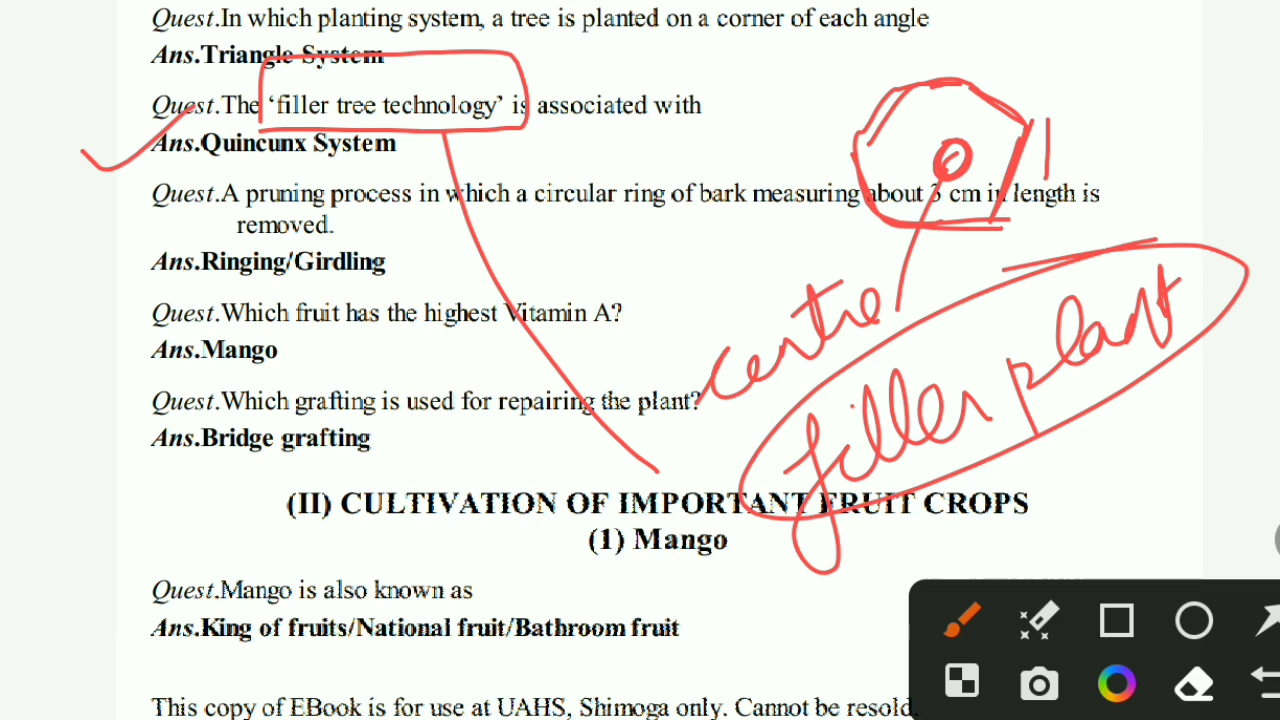 Quest.In which planting system, a tree is planted on a corner of each angle
Ans.Triangle System
Quest.The ‘filler tree technology’ is associated with
Ans.Quincunx System
Quest.A pruning process in which a circular ring of bark measuring about 3 cm in length is
removed.
Ans.Ringing/Girdling
Quest.Which fruit has the highest Vitamin A?
Ans.Mango
Quest.Which grafting is used for repairing the plant?
Ans.Bridge grafting
centre
filler plant
(II) CULTIVATION OF IMPORTANT FRUIT CROPS
(1) Mango
Quest.Mango is also known as
Ans.King of fruits/National fruit/Bathroom fruit
This copy of EBook is for use at UAHS, Shimoga only. Cannot be resold.